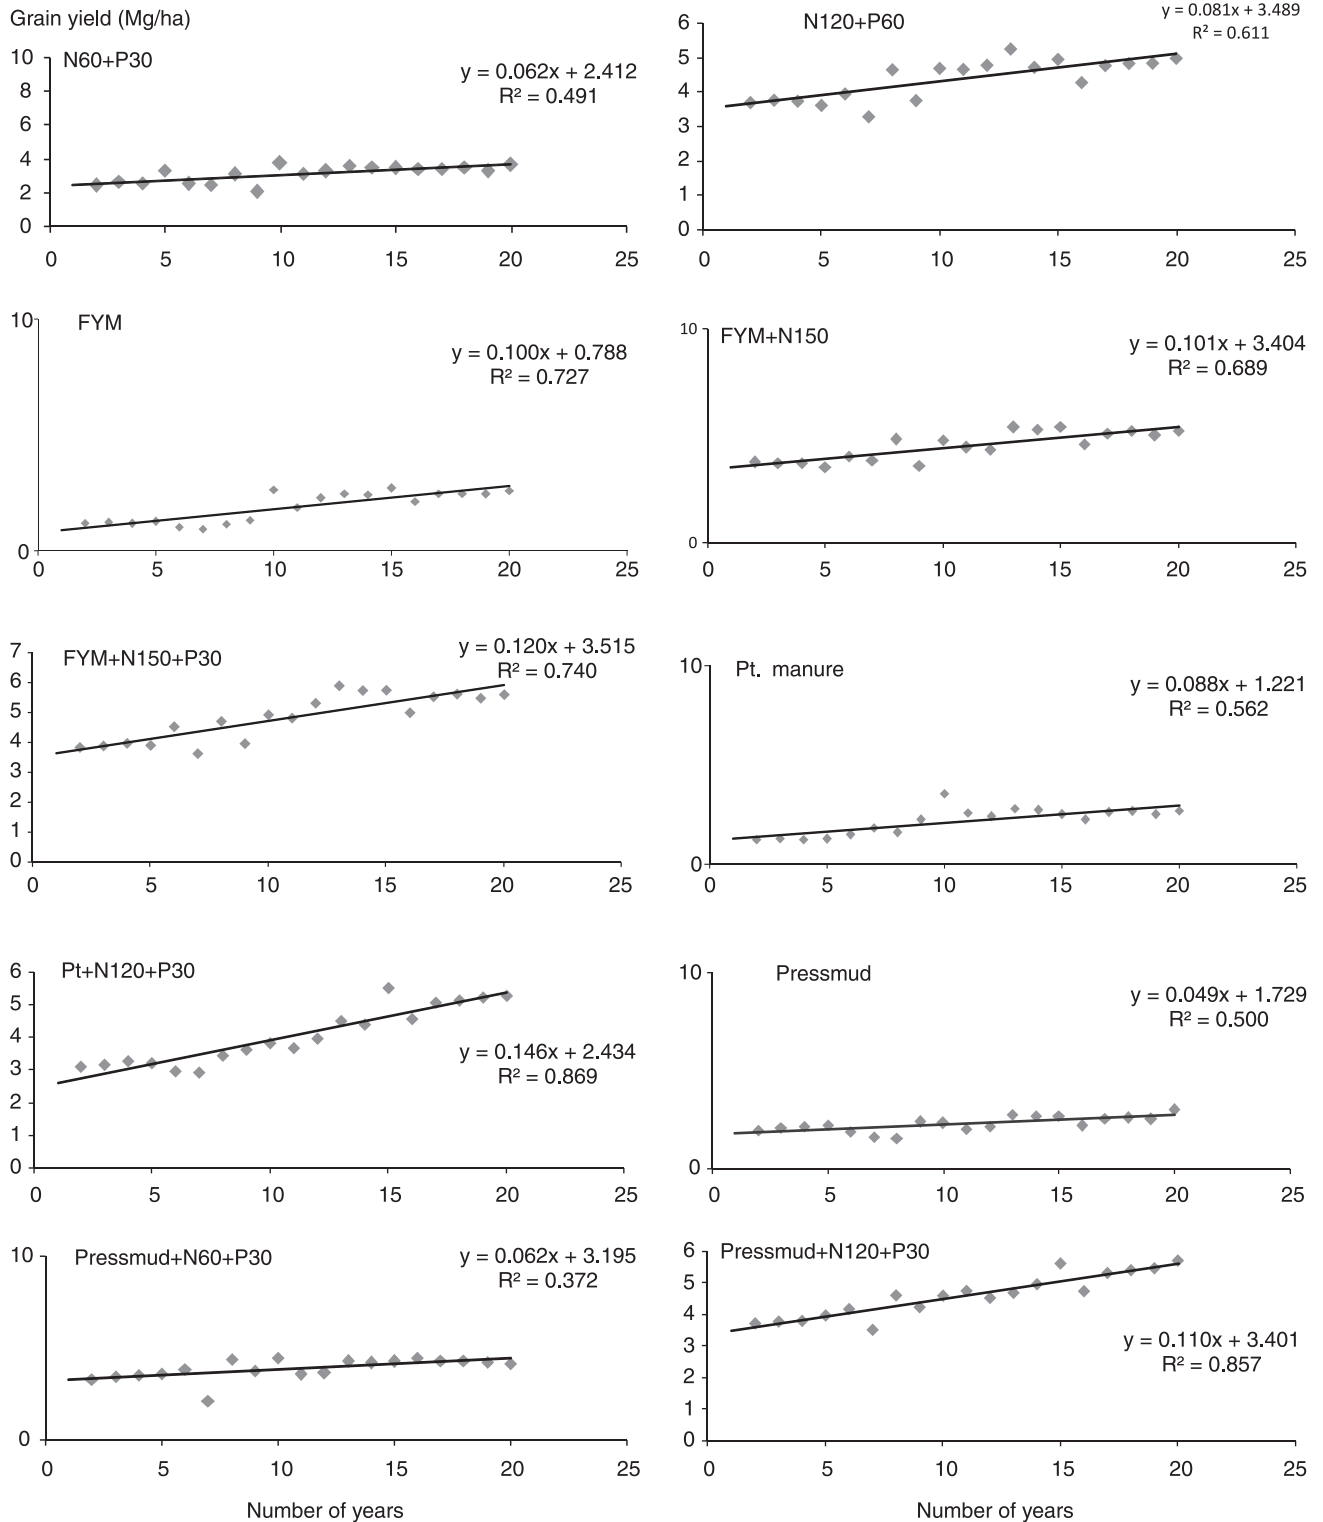 Grain yield (Mg/ha)
N60+P30
y = 0.062x + 2.412
R² = 0.491
10
8
6
4
2
0
0 5 10 15 20 25
N120+P60
y = 0.081x + 3.489
R² = 0.611
6
5
4
3
2
1
0
0 5 10 15 20 25
FYM
y = 0.100x + 0.788
R² = 0.727
10
0
0 5 10 15 20 25
FYM+N150
y = 0.101x + 3.404
R² = 0.689
10
0
0 5 10 15 20 25
FYM+N150+P30
y = 0.120x + 3.515
R² = 0.740
7
6
5
4
3
2
1
0
0 5 10 15 20 25
Pt. manure
y = 0.088x + 1.221
R² = 0.562
10
0
0 5 10 15 20 25
Pt+N120+P30
y = 0.146x + 2.434
R² = 0.869
6
5
4
3
2
1
0
0 5 10 15 20 25
Pressmud
y = 0.049x + 1.729
R² = 0.500
10
0
0 5 10 15 20 25
Pressmud+N60+P30
y = 0.062x + 3.195
R² = 0.372
10
0
0 5 10 15 20 25
Number of years
Pressmud+N120+P30
y = 0.110x + 3.401
R² = 0.857
6
5
4
3
2
1
0
0 5 10 15 20 25
Number of years